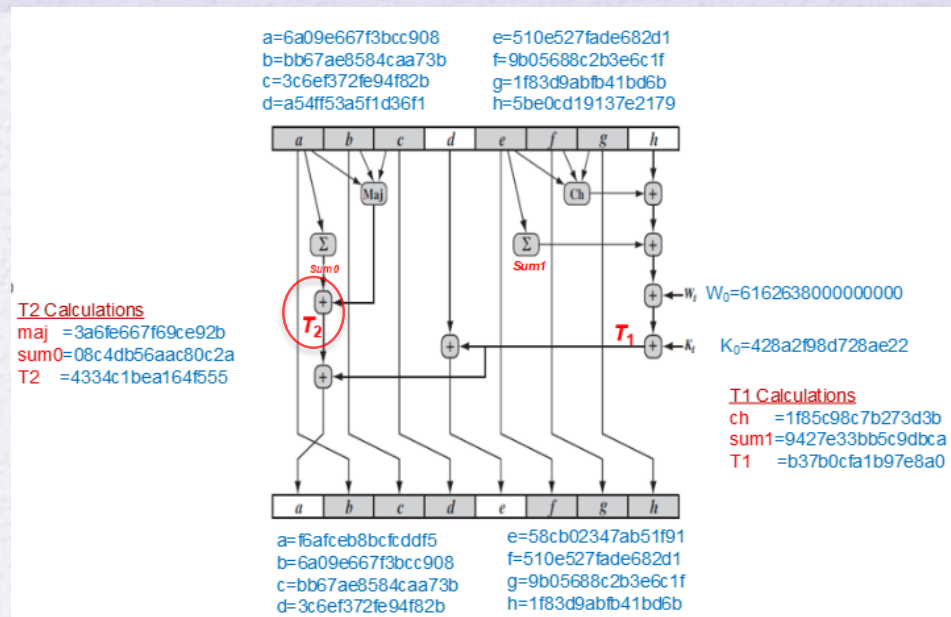 a=6a09e667f3bcc908
b=bb67ae8584caa73b
c=3c6ef372fe94f82b
d=a54ff53a5f1d36f1
e=510e527fade682d1
f=9b05688c2b3e6c1f
g=1f83d9abfb41bd6b
h=5be0cd19137e2179
a b c d e f g h
Maj
Ch
+
Σ
Σ
+
Sum0
Sum1
+
+
Wt
W0=6162638000000000
T2
T1
+
+
Kt
K0=428a2f98d728ae22
+
T2 Calculations
maj =3a6fe667f69ce92b
sum0=08c4db56aac80c2a
T2 =4334c1bea164f555
T1 Calculations
ch =1f85c98c7b273d3b
sum1=9427e33bb5c9dbca
T1 =b37b0cfa1b97e8a0
a b c d e f g h
a=f6afceb8bcfcddf5
b=6a09e667f3bcc908
c=bb67ae8584caa73b
d=3c6ef372fe94f82b
e=58cb02347ab51f91
f=510e527fade682d1
g=9b05688c2b3e6c1f
h=1f83d9abfb41bd6b